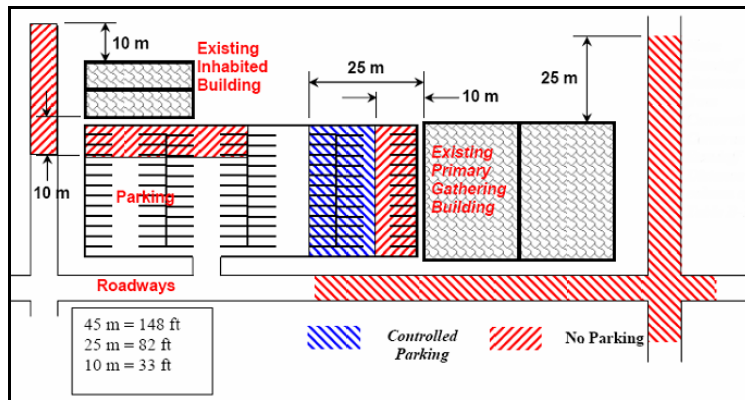 10 m
Existing
Inhabited
Building
25 m
10 m
25 m
10 m
Parking
Existing
Primary
Gathering
Building
Roadways
45 m = 148 ft
25 m = 82 ft
10 m = 33 ft
Controlled
Parking
No Parking